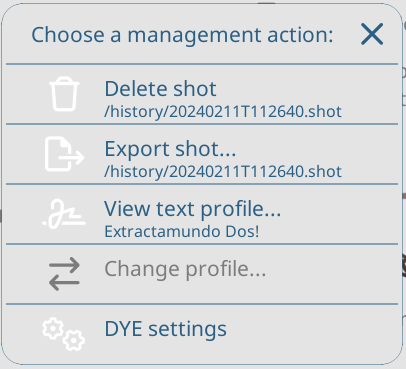 Choose a management action:
Delete shot
/history/20240211T112640.shot
Export shot...
/history/20240211T112640.shot
View text profile...
Extractamundo Dos!
Change profile...
DYE settings